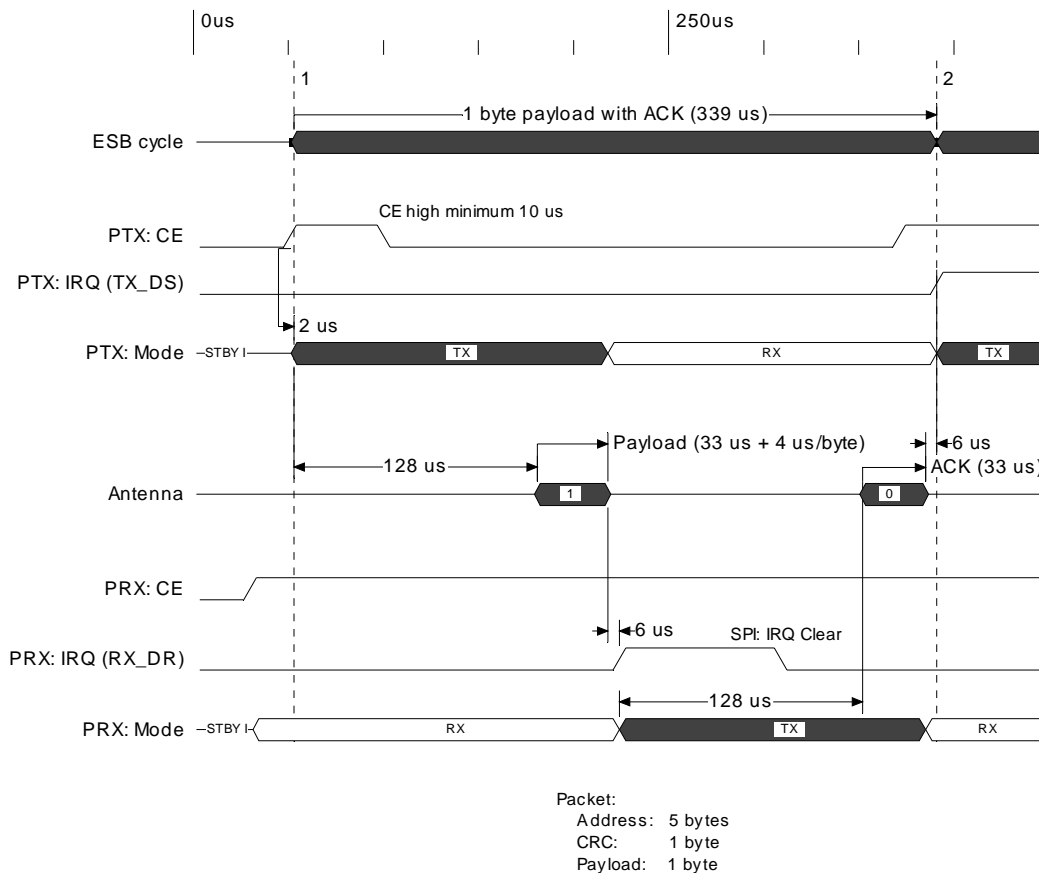 0us
250us
1
2
1 byte payload with ACK (339 us)
ESB cycle
CE high minimum 10 us
PTX: CE
PTX: IRQ (TX_DS)
2 us
PTX: Mode
STBY I
TX
RX
TX
Payload (33 us + 4 us/byte)
6 us
128 us
ACK (33 us)
Antenna
1
0
PRX: CE
6 us
SPI: IRQ Clear
PRX: IRQ (RX_DR)
128 us
PRX: Mode
STBY I
RX
TX
RX
Packet:
Address: 5 bytes
CRC: 1 byte
Payload: 1 byte